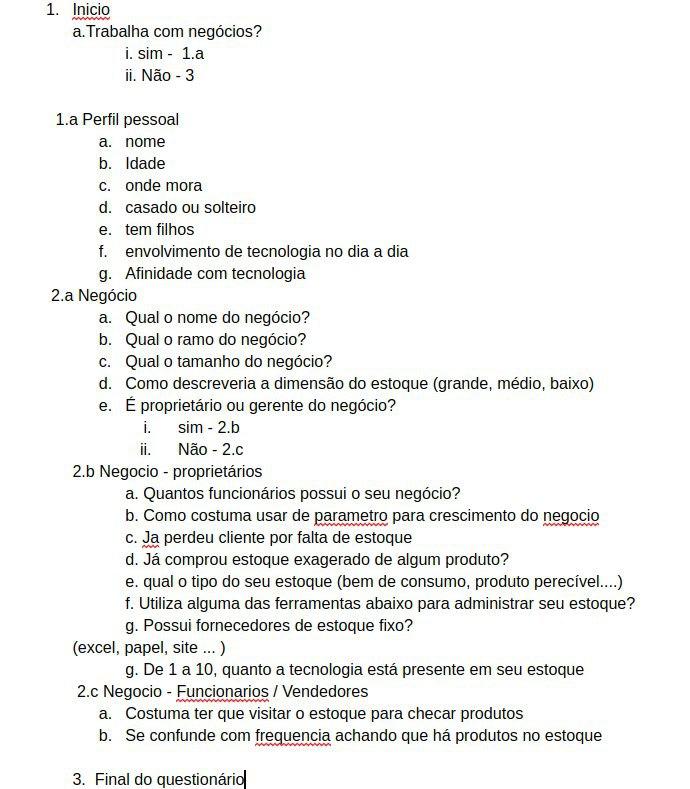 1. Inicio
a.Trabalha com negócios?
i. sim - 1.a
ii. Não - 3
1.a Perfil pessoal
a. nome
b. Idade
c. onde mora
d. casado ou solteiro
e. tem filhos
f. envolvimento de tecnologia no dia a dia
g. Afinidade com tecnologia
2.a Negócio
a. Qual o nome do negócio?
b. Qual o ramo do negócio?
c. Qual o tamanho do negócio?
d. Como descreveria a dimensão do estoque (grande, médio, baixo)
e. É proprietário ou gerente do negócio?
i. sim - 2.b
ii. Não - 2.c
2.b Negocio - proprietários
a. Quantos funcionários possui o seu negócio?
b. Como costuma usar de parametro para crescimento do negocio
c. Ja perdeu cliente por falta de estoque
d. Já comprou estoque exagerado de algum produto?
e. qual o tipo do seu estoque (bem de consumo, produto perecível....)
f. Utiliza alguma das ferramentas abaixo para administrar seu estoque?
g. Possui fornecedores de estoque fixo?
(excel, papel, site ... )
g. De 1 a 10, quanto a tecnologia está presente em seu estoque
2.c Negocio - Funcionarios / Vendedores
a. Costuma ter que visitar o estoque para checar produtos
b. Se confunde com frequencia achando que há produtos no estoque
3. Final do questionário